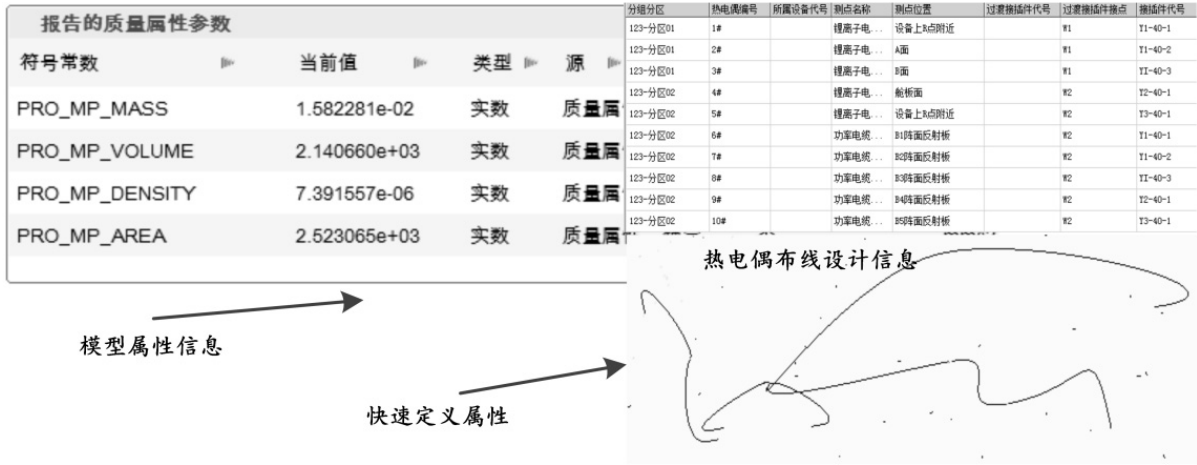 报告的质量属性参数
符号常数 当前值 类型 源
PRO_MP_MASS 1.582281e-02 实数 质量属
PRO_MP_VOLUME 2.140660e+03 实数 质量属
PRO_MP_DENSITY 7.391557e-06 实数 质量属
PRO_MP_AREA 2.523065e+03 实数 质量属
分组分区 热电偶编号 所属设备代号 测点名称 测点位置 过渡接插件代号 过渡接插件接点 接插件代号
123-分区01 1# 锂离子电... 设备上R点附近 W1 Y1-40-1
123-分区01 2# 锂离子电... A面 W1 Y1-40-2
123-分区01 3# 锂离子电... B面 W1 YI-40-3
123-分区02 4# 锂离子电... 舱板面 W2 Y2-40-1
123-分区02 5# 锂离子电... 设备上R点附近 W2 Y3-40-1
123-分区02 6# 功率电缆... B1阵面反射板 W2 Y1-40-1
123-分区02 7# 功率电缆... B2阵面反射板 W2 Y1-40-2
123-分区02 8# 功率电缆... B3阵面反射板 W2 YI-40-3
123-分区02 9# 功率电缆... B4阵面反射板 W2 Y2-40-1
123-分区02 10# 功率电缆... B5阵面反射板 W2 Y3-40-1
热电偶布线设计信息
模型属性信息
快速定义属性